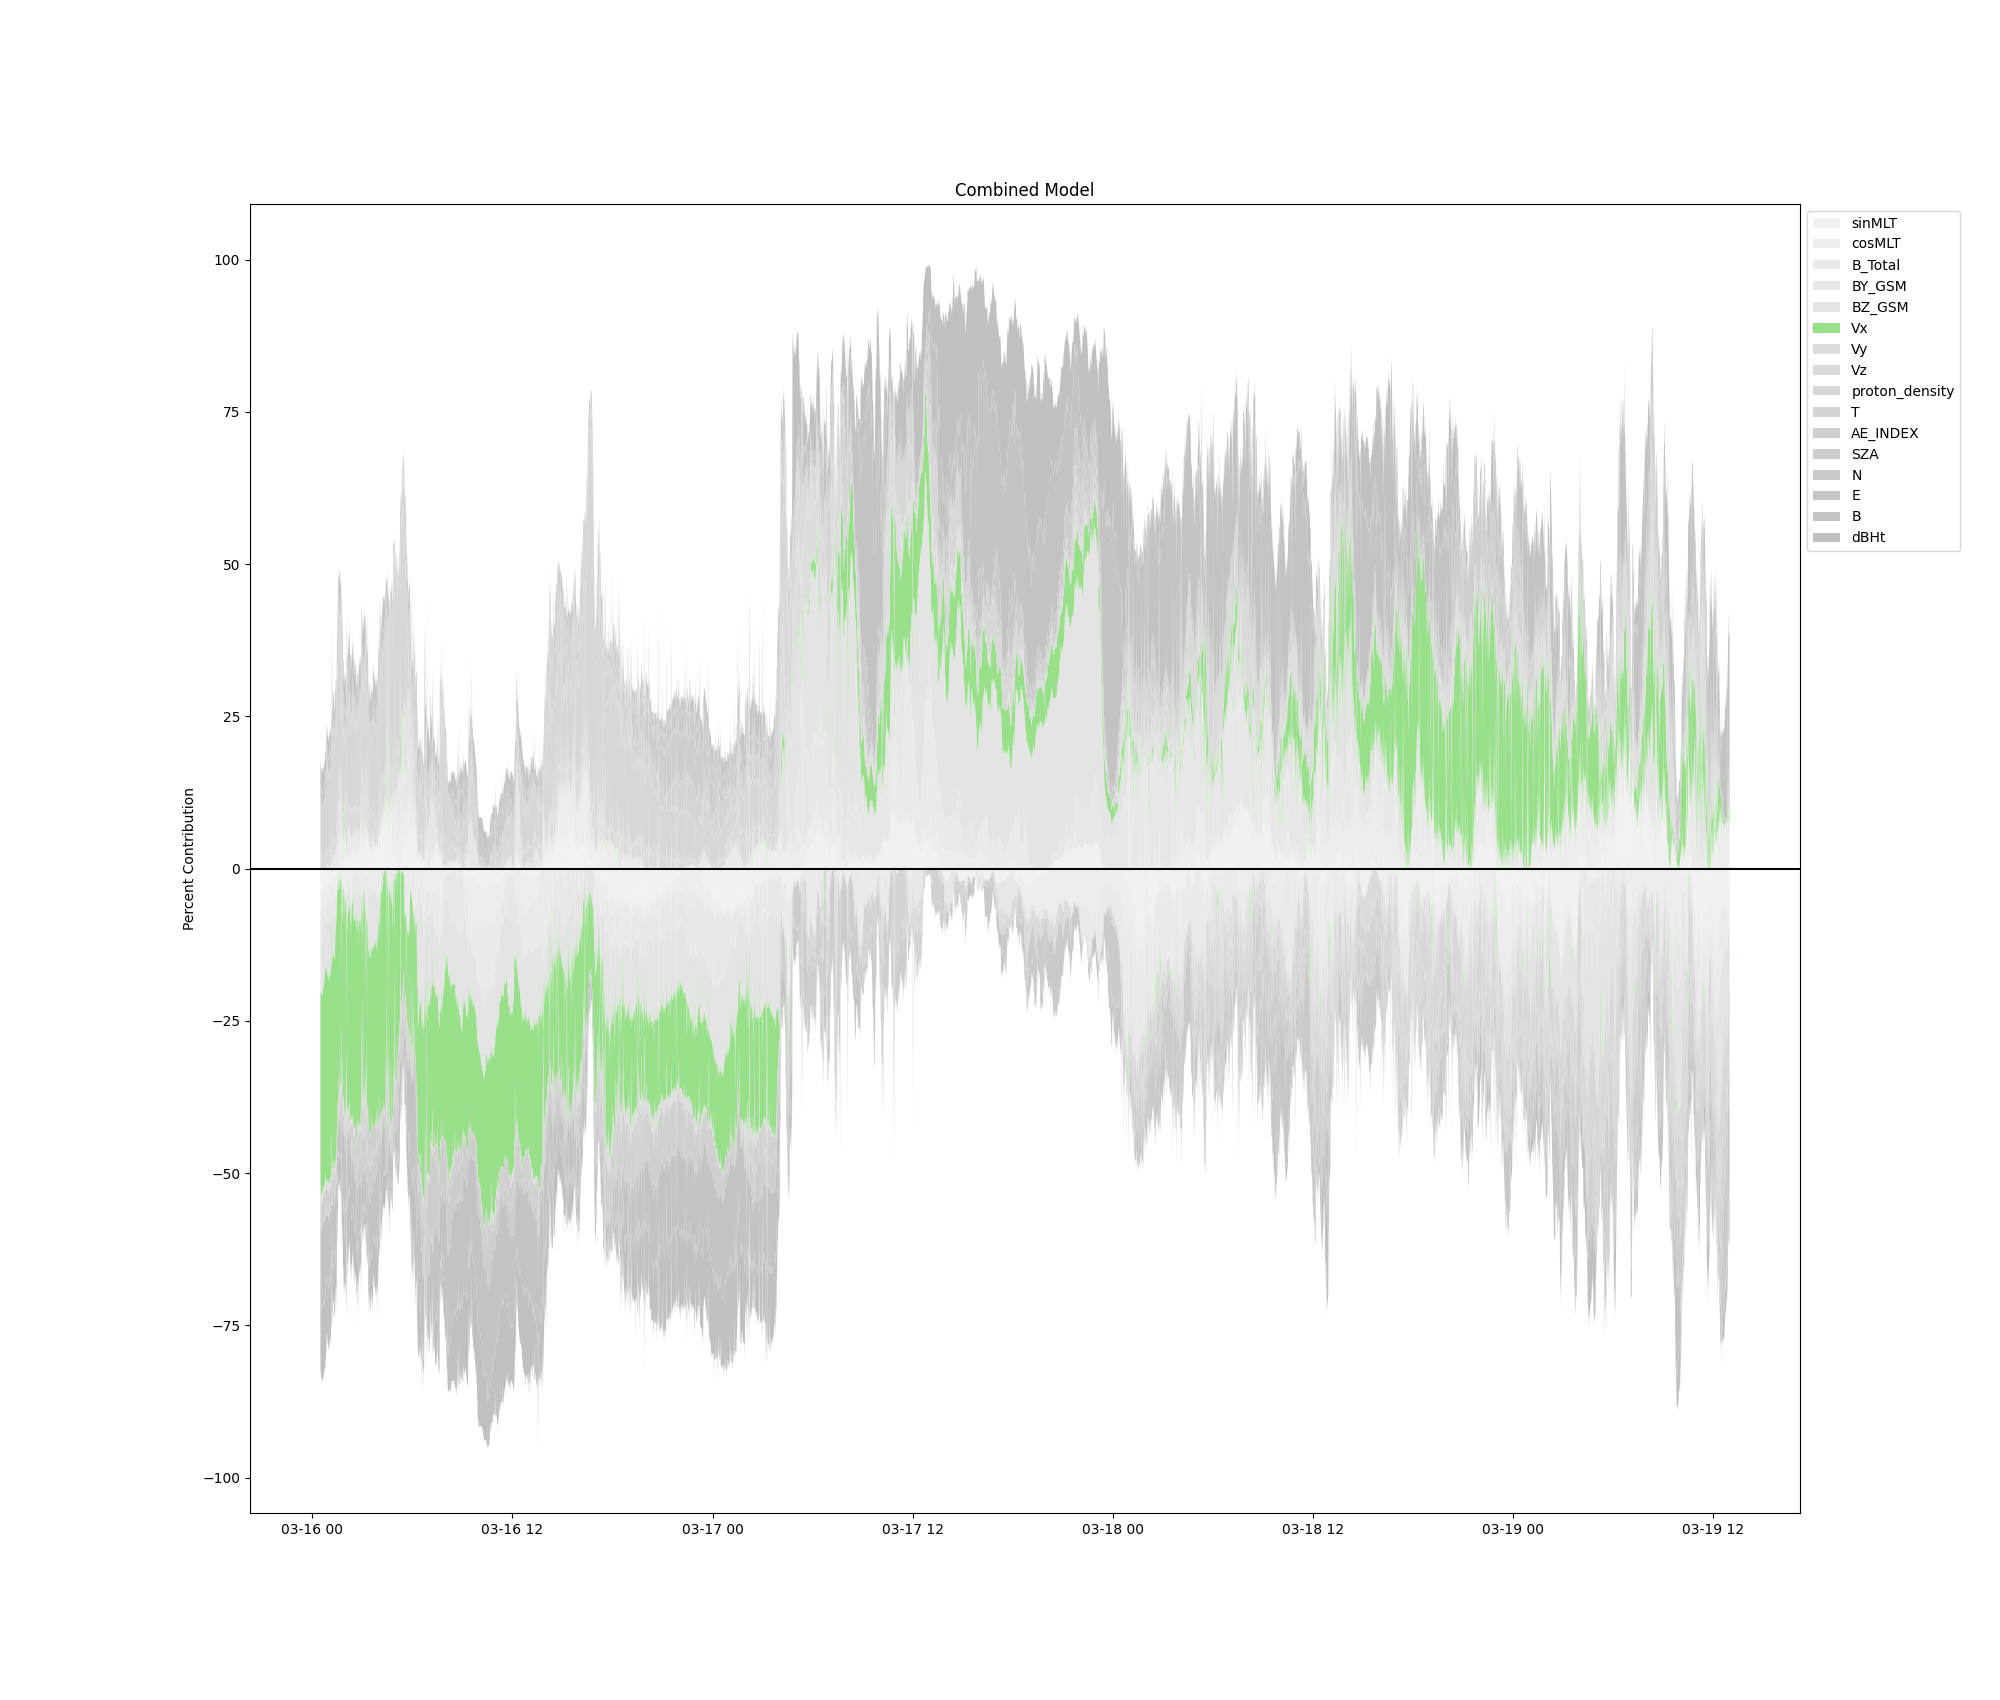 Combined Model
Percent Contribution
100
75
50
25
0
−25
−50
−75
−100
03-16 00
03-16 12
03-17 00
03-17 12
03-18 00
03-18 12
03-19 00
03-19 12
sinMLT
cosMLT
B_Total
BY_GSM
BZ_GSM
Vx
Vy
Vz
proton_density
T
AE_INDEX
SZA
N
E
B
dBHt